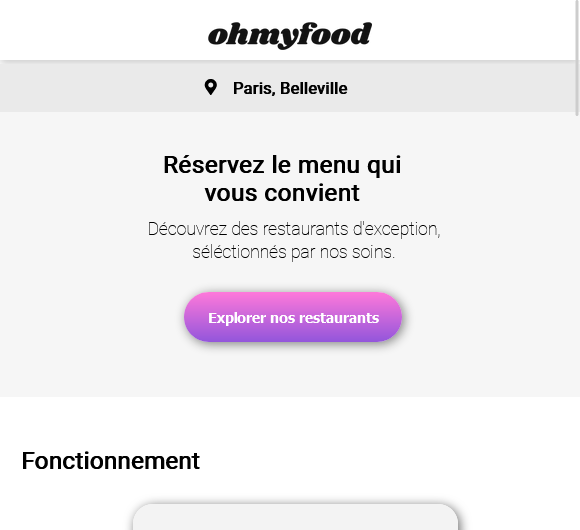 ohmyfood
Paris, Belleville
Réservez le menu qui
vous convient
Découvrez des restaurants d'exception,
séléctionnés par nos soins.
Explorer nos restaurants
Fonctionnement